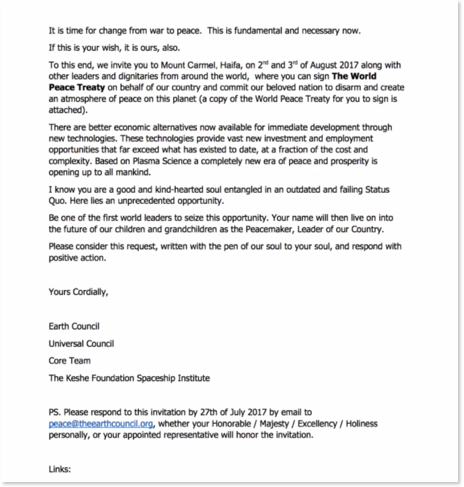 It is time for change from war to peace.  This is fundamental and necessary now.
If this is your wish, it is ours, also.
To this end, we invite you to Mount Carmel, Haifa, on 2nd and 3rd of August 2017 along with
other leaders and dignitaries from around the world,  where you can sign The World
Peace Treaty on behalf of our country and commit our beloved nation to disarm and create
an atmosphere of peace on this planet (a copy of the World Peace Treaty for you to sign is
attached).
There are better economic alternatives now available for immediate development through
new technologies. These technologies provide vast new investment and employment
opportunities that far exceed what has existed to date, at a fraction of the cost and
complexity. Based on Plasma Science a completely new era of peace and prosperity is
opening up to all mankind.
I know you are a good and kind-hearted soul entangled in an outdated and failing Status
Quo. Here lies an unprecedented opportunity.
Be one of the first world leaders to seize this opportunity. Your name will then live on into
the future of our children and grandchildren as the Peacemaker, Leader of our Country.
Please consider this request, written with the pen of our soul to your soul, and respond with
positive action.
Yours Cordially,
Earth Council
Universal Council
Core Team
The Keshe Foundation Spaceship Institute
PS. Please respond to this invitation by 27th of July 2017 by email to
peace@theearthcouncil.org, whether your Honorable / Majesty / Excellency / Holiness
personally, or your appointed representative will honor the invitation.
Links: